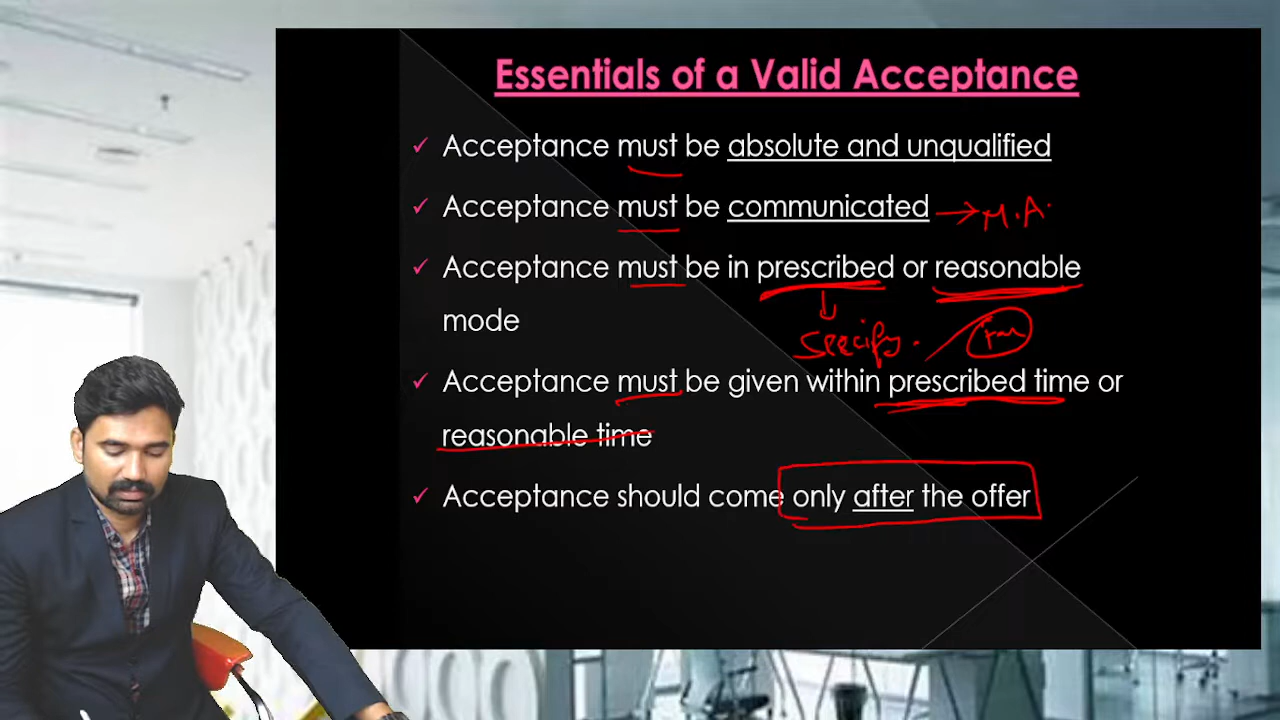 Essentials of a Valid Acceptance
✓ Acceptance must be absolute and unqualified
✓ Acceptance must be communicated → M.A.
✓ Acceptance must be in prescribed or reasonable
mode
specify.
✓ Acceptance must be given within prescribed time or
reasonable time
✓ Acceptance should come only after the offer